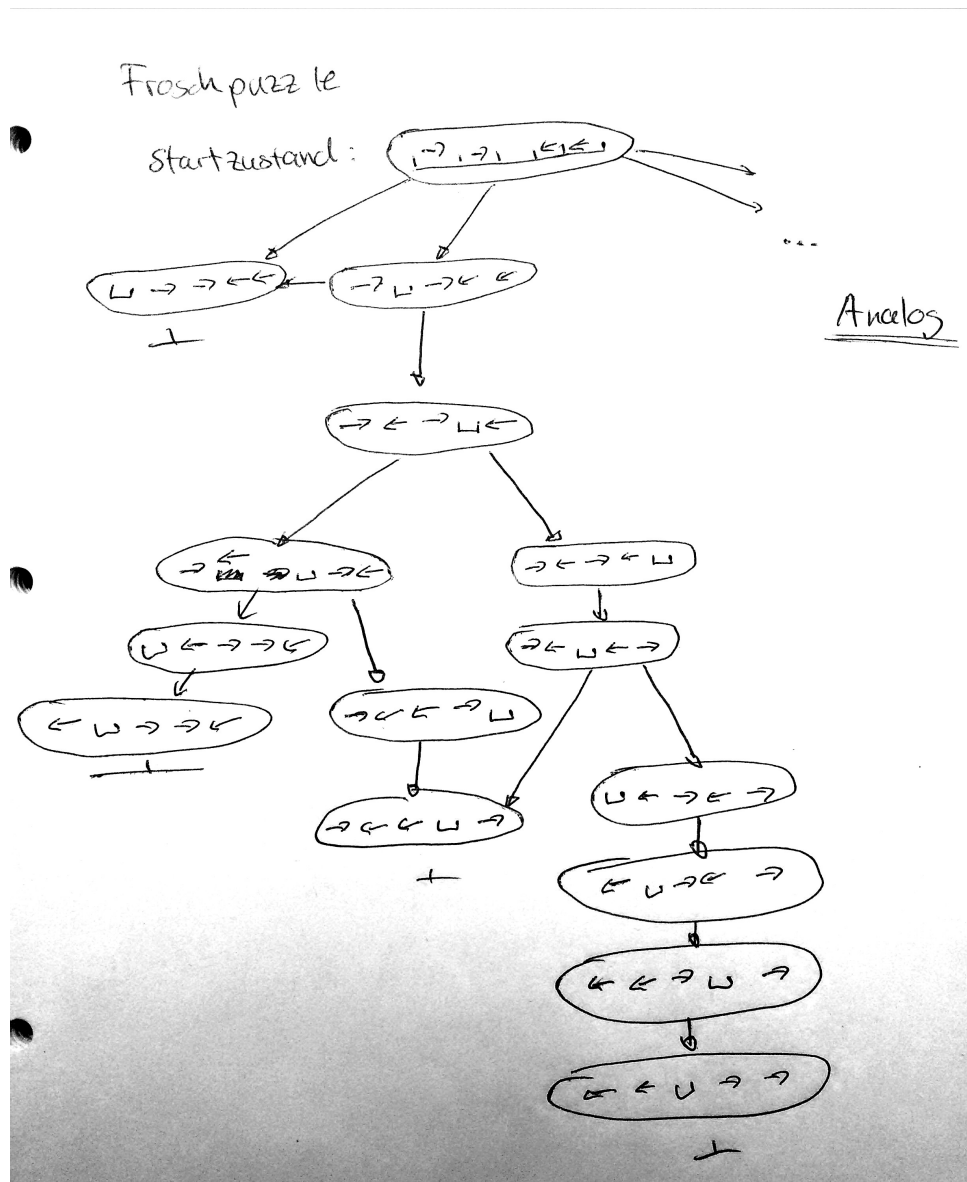 Froschpuzzle
Startzustand: → → ← ←
...
⊔ → → ← ←
→ ⊔ → ← ←
⊥
Analog
→ ← → ⊔ ←
→ ← ⊔ → ←
→ ← → ← ⊔
⊔ ← → → ←
→ ← ⊔ ← →
← ⊔ → → ←
→ ← ← → ⊔
⊥
⊔ ← → ← →
→ ← ← ⊔ →
⊥
← ⊔ → ← →
← ← → ⊔ →
← ← ⊔ → →
⊥